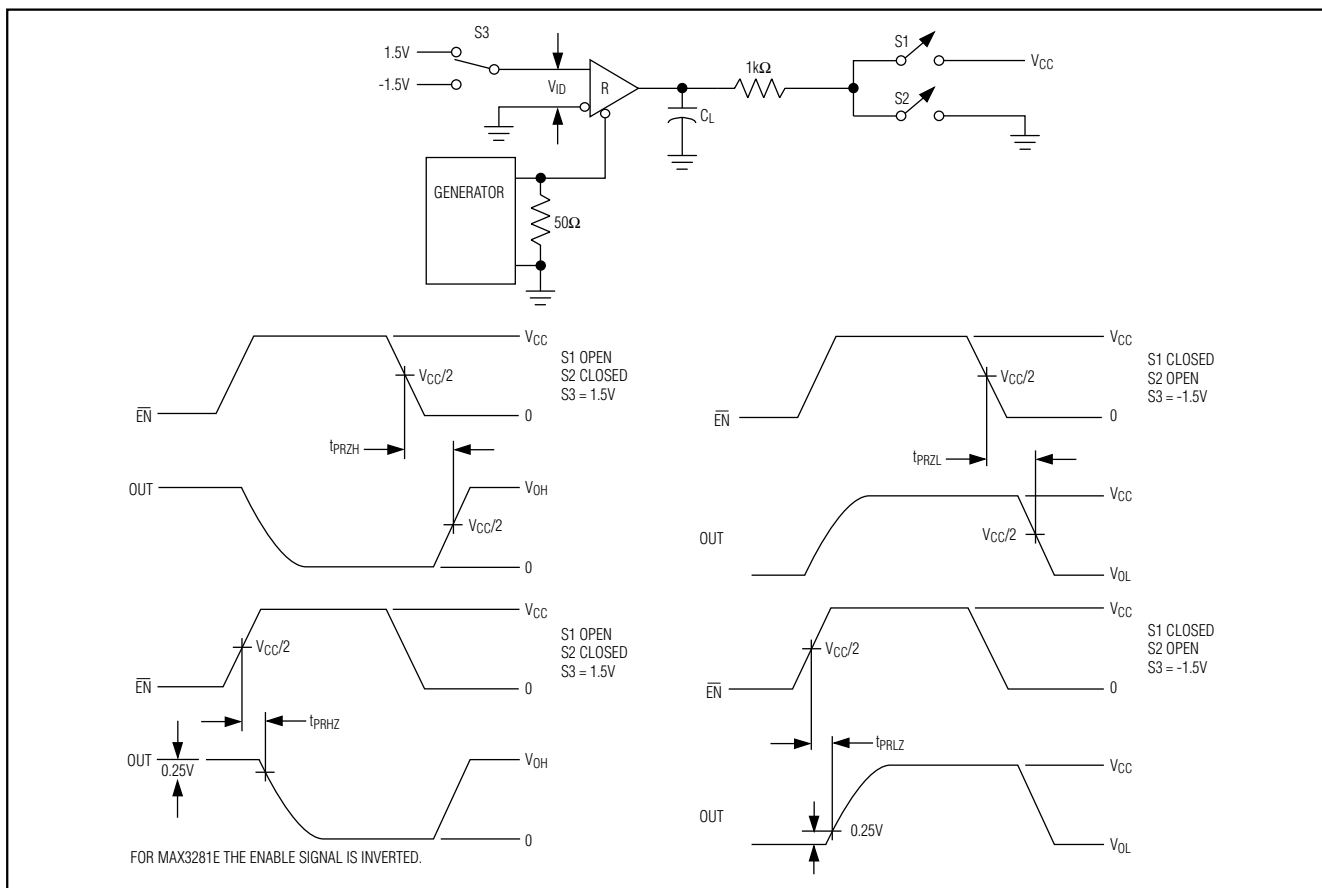 S3
1.5V
-1.5V
VID
R
1kΩ
S1
VCC
S2
CL
GENERATOR
50Ω
VCC
S1 OPEN
S2 CLOSED
S3 = 1.5V
VCC/2
EN
0
tPRZH
OUT
VOH
VCC/2
0
VCC
S1 CLOSED
S2 OPEN
S3 = -1.5V
VCC/2
EN
0
tPRZL
VCC
OUT
VCC/2
VOL
VCC
S1 OPEN
S2 CLOSED
S3 = 1.5V
VCC/2
EN
0
tPRHZ
OUT
0.25V
VOH
0
VCC
S1 CLOSED
S2 OPEN
S3 = -1.5V
VCC/2
EN
0
tPRLZ
VCC
OUT
0.25V
VOL
FOR MAX3281E THE ENABLE SIGNAL IS INVERTED.